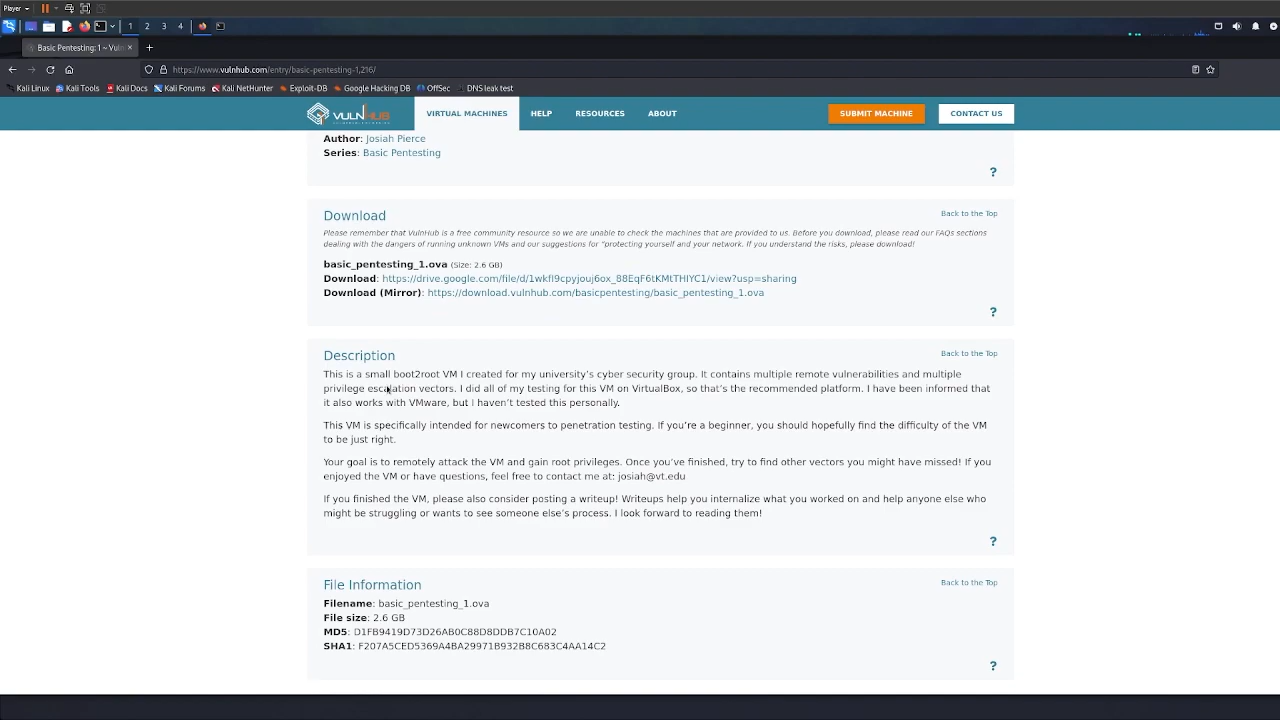 Player
1 2 3 4
Basic Pentesting: 1 ~ Vuln
https://www.vulnhub.com/entry/basic-pentesting-1,216/
Kali Linux Kali Tools Kali Docs Kali Forums Kali NetHunter Exploit-DB Google Hacking DB OffSec DNS leak test
VULNHUB VIRTUAL MACHINES HELP RESOURCES ABOUT SUBMIT MACHINE CONTACT US
Author: Josiah Pierce
Series: Basic Pentesting
?
Download Back to the Top
Please remember that VulnHub is a free community resource so we are unable to check the machines that are provided to us. Before you download, please read our FAQs sections
dealing with the dangers of running unknown VMs and our suggestions for "protecting yourself and your network. If you understand the risks, please download!
basic_pentesting_1.ova (Size: 2.6 GB)
Download: https://drive.google.com/file/d/1wkfI9cpyjouj6ox_88EqF6tKMtTHIYC1/view?usp=sharing
Download (Mirror): https://download.vulnhub.com/basicpentesting/basic_pentesting_1.ova
?
Description Back to the Top
This is a small boot2root VM I created for my university's cyber security group. It contains multiple remote vulnerabilities and multiple
privilege escalation vectors. I did all of my testing for this VM on VirtualBox, so that's the recommended platform. I have been informed that
it also works with VMware, but I haven't tested this personally.
This VM is specifically intended for newcomers to penetration testing. If you're a beginner, you should hopefully find the difficulty of the VM
to be just right.
Your goal is to remotely attack the VM and gain root privileges. Once you've finished, try to find other vectors you might have missed! If you
enjoyed the VM or have questions, feel free to contact me at: josiah@vt.edu
If you finished the VM, please also consider posting a writeup! Writeups help you internalize what you worked on and help anyone else who
might be struggling or wants to see someone else's process. I look forward to reading them!
?
File Information Back to the Top
Filename: basic_pentesting_1.ova
File size: 2.6 GB
MD5: D1FB9419D73D26AB0C88D8DDB7C10A02
SHA1: F207A5CED5369A4BA29971B932B8C683C4AA14C2
?